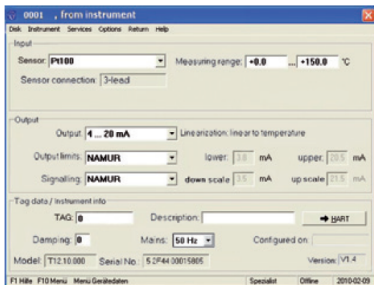 0001 , from instrument
Disk Instrument Services Options Return Help
Input
Sensor: Pt100 Measuring range: +0.0 ... +150.0 °C
Sensor connection: 3-lead
Output
Output: 4 ... 20 mA Linearization: linear to temperature
Output limits: NAMUR lower: 3.8 mA upper: 20.5 mA
Signalling: NAMUR down scale 3.5 mA up scale 21.5 mA
Tag data / Instrument info
TAG: 0 Description: HART
Damping: 0 Mains: 50 Hz Configured on:
Model: T12.10.000 Serial No.: Version: V1.4
F1 Hilfe F10 Menü Menü Gerätedaten Spezialist Offline 2010-02-09